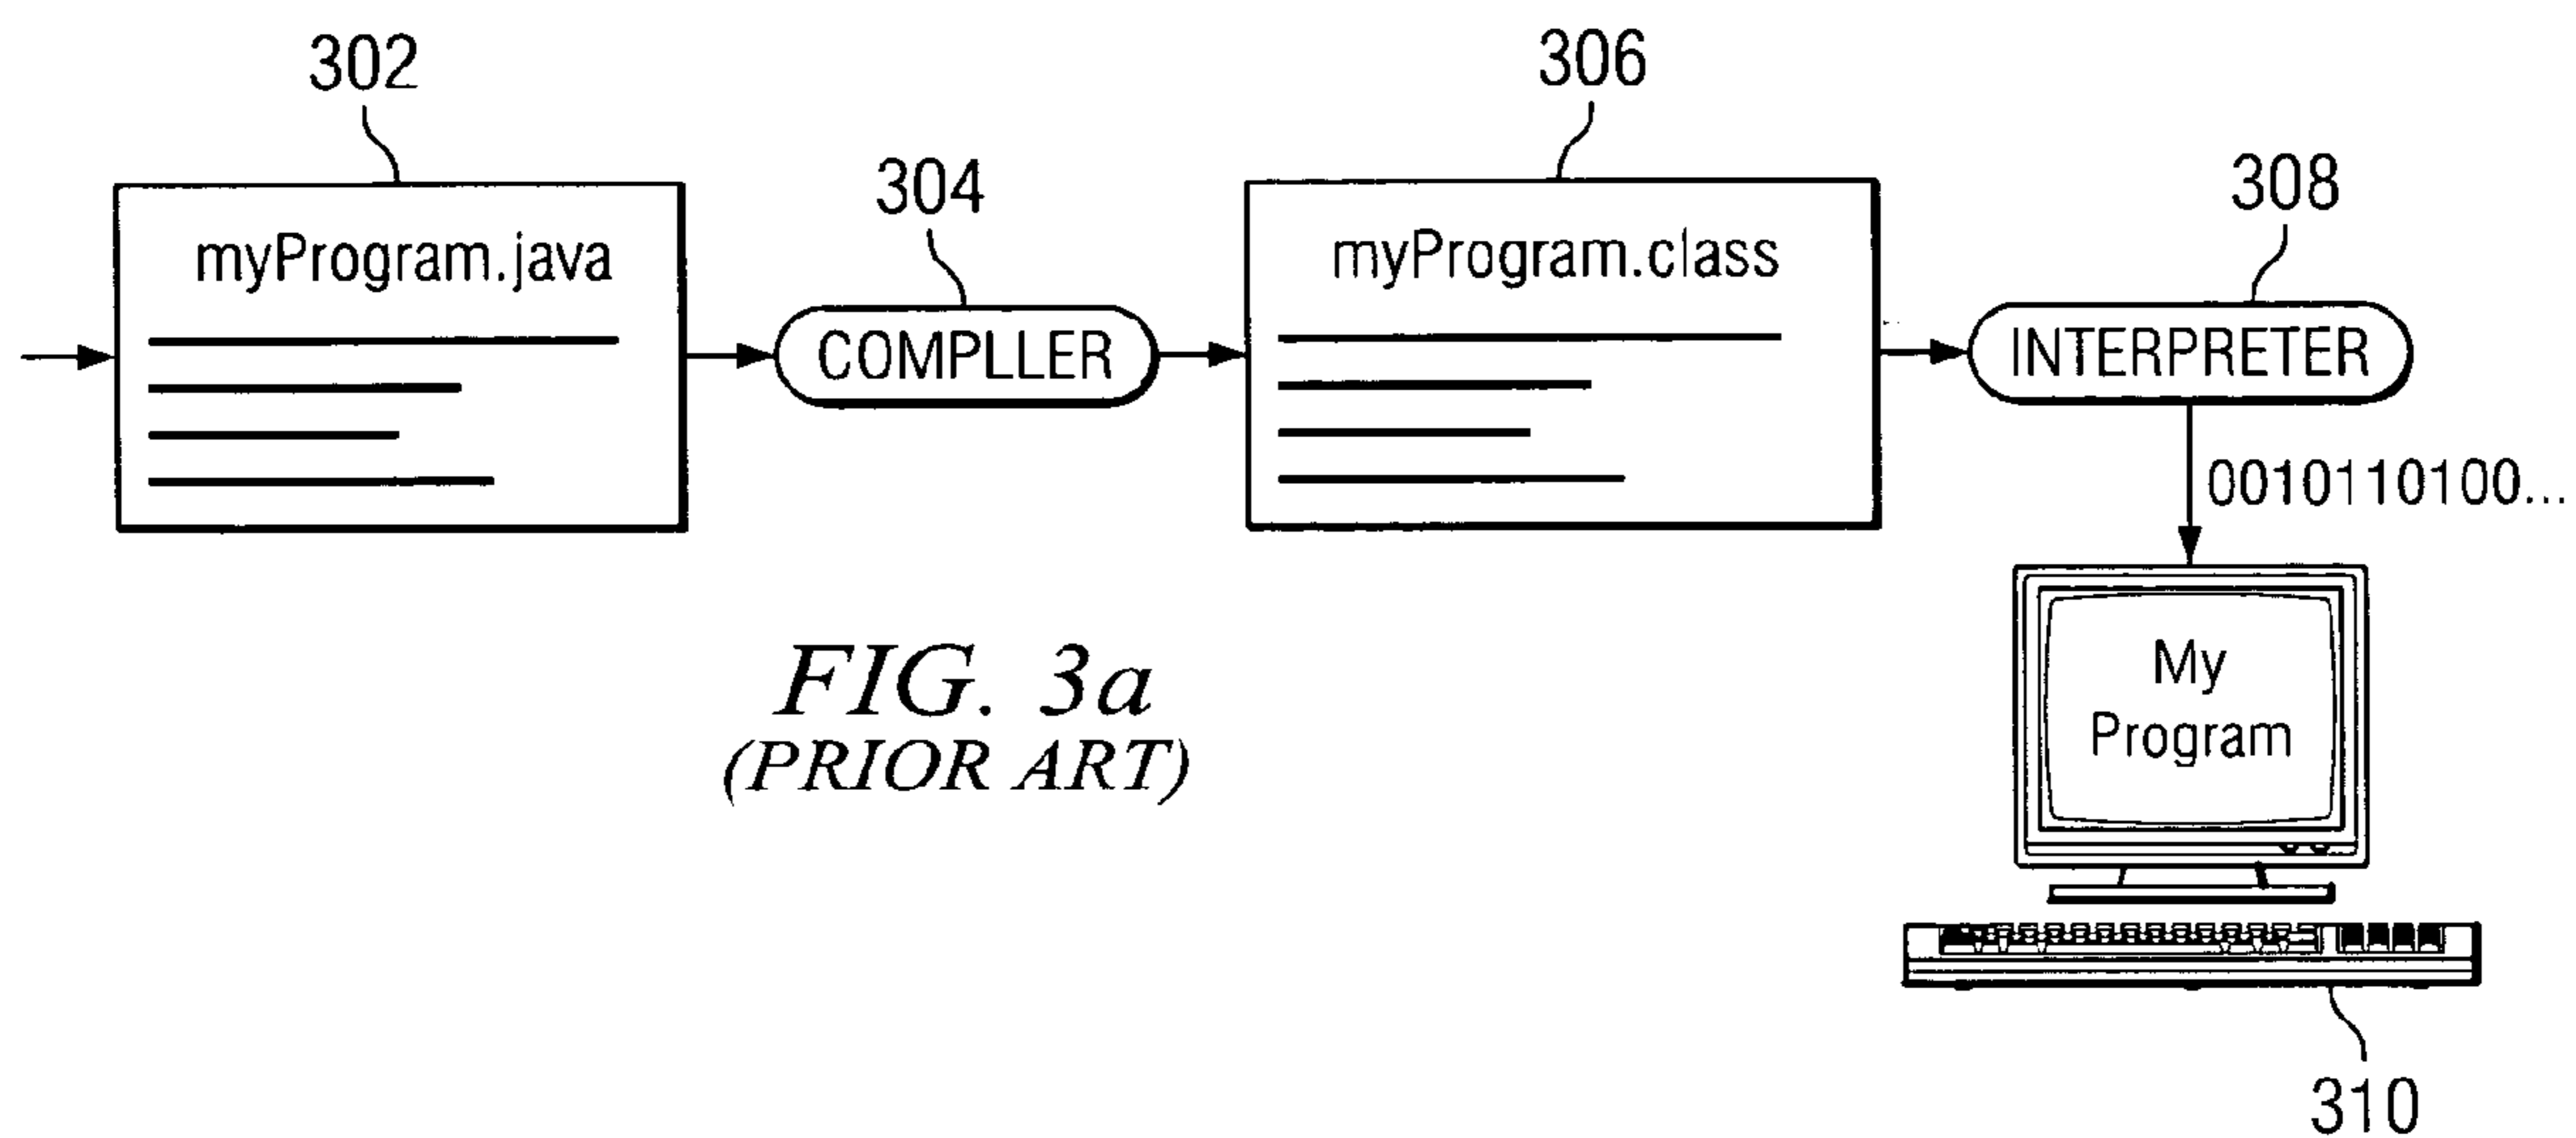 302
306
304
308
myProgram.java
myProgram.class
COMPLLER
INTERPRETER
0010110100...
My
Program
FIG. 3a
(PRIOR ART)
310